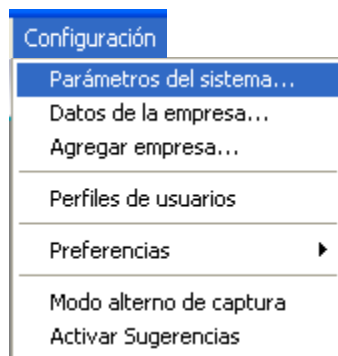 Configuración
Parámetros del sistema...
Datos de la empresa...
Agregar empresa...
Perfiles de usuarios
Preferencias
Modo alterno de captura
Activar Sugerencias